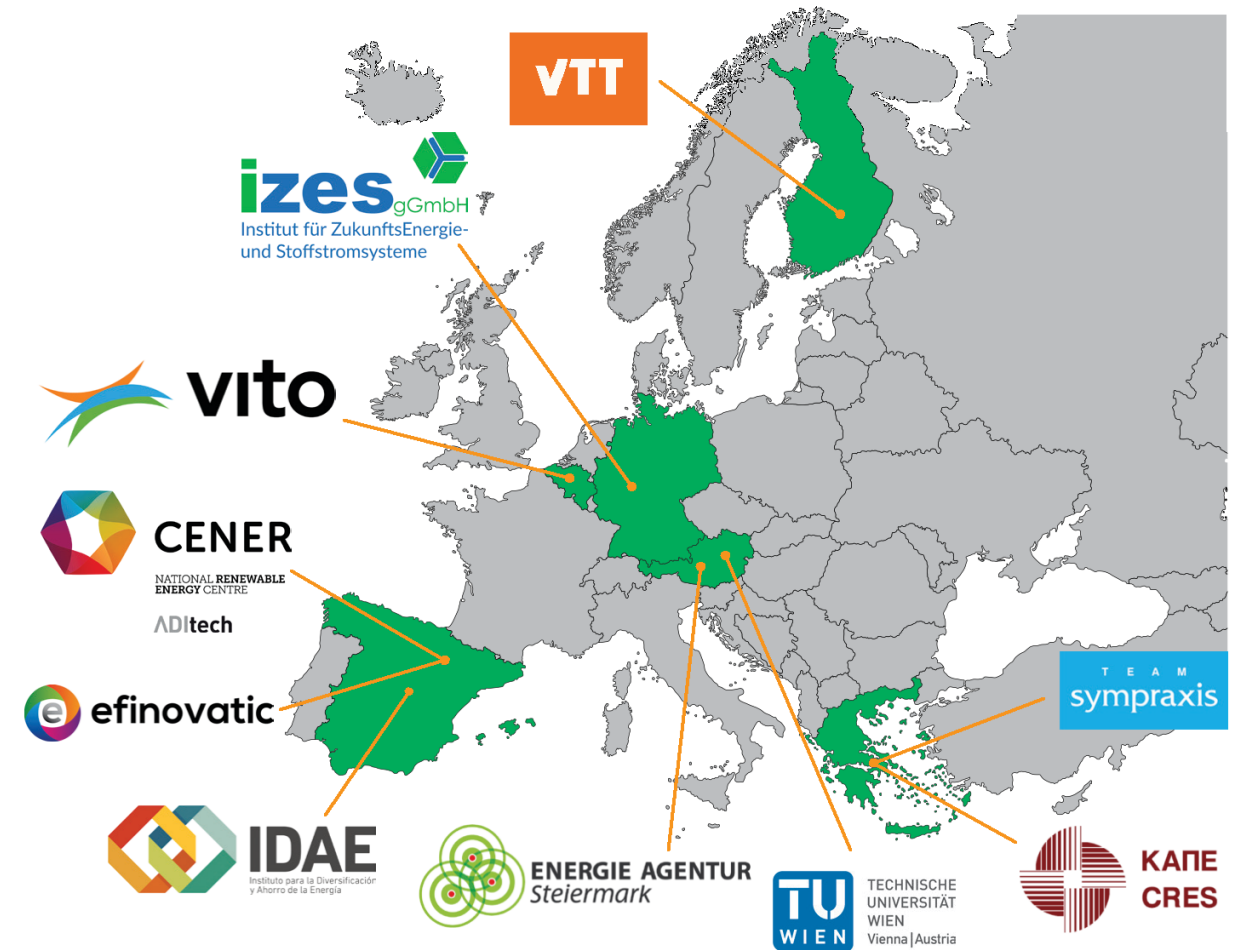 VTT
izes gGmbH
Institut für ZukunftsEnergie-
und Stoffstromsysteme
vito
CENER
NATIONAL RENEWABLE
ENERGY CENTRE
ADItech
e efinovatic
IDAE
Instituto para la Diversificación
y Ahorro de la Energía
ENERGIE AGENTUR
Steiermark
TU
WIEN
TECHNISCHE
UNIVERSITÄT
WIEN
Vienna | Austria
TEAM
sympraxis
ΚΑΠΕ
CRES